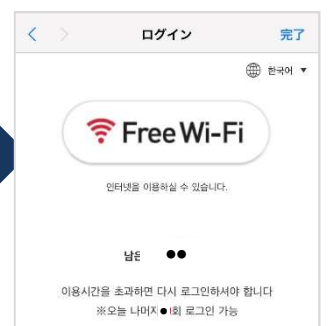 ログイン
完了
한국어
Free Wi-Fi
인터넷을 이용하실 수 있습니다.
이용시간을 초과하면 다시 로그인하셔야 합니다
※오늘 나머지●회 로그인 가능